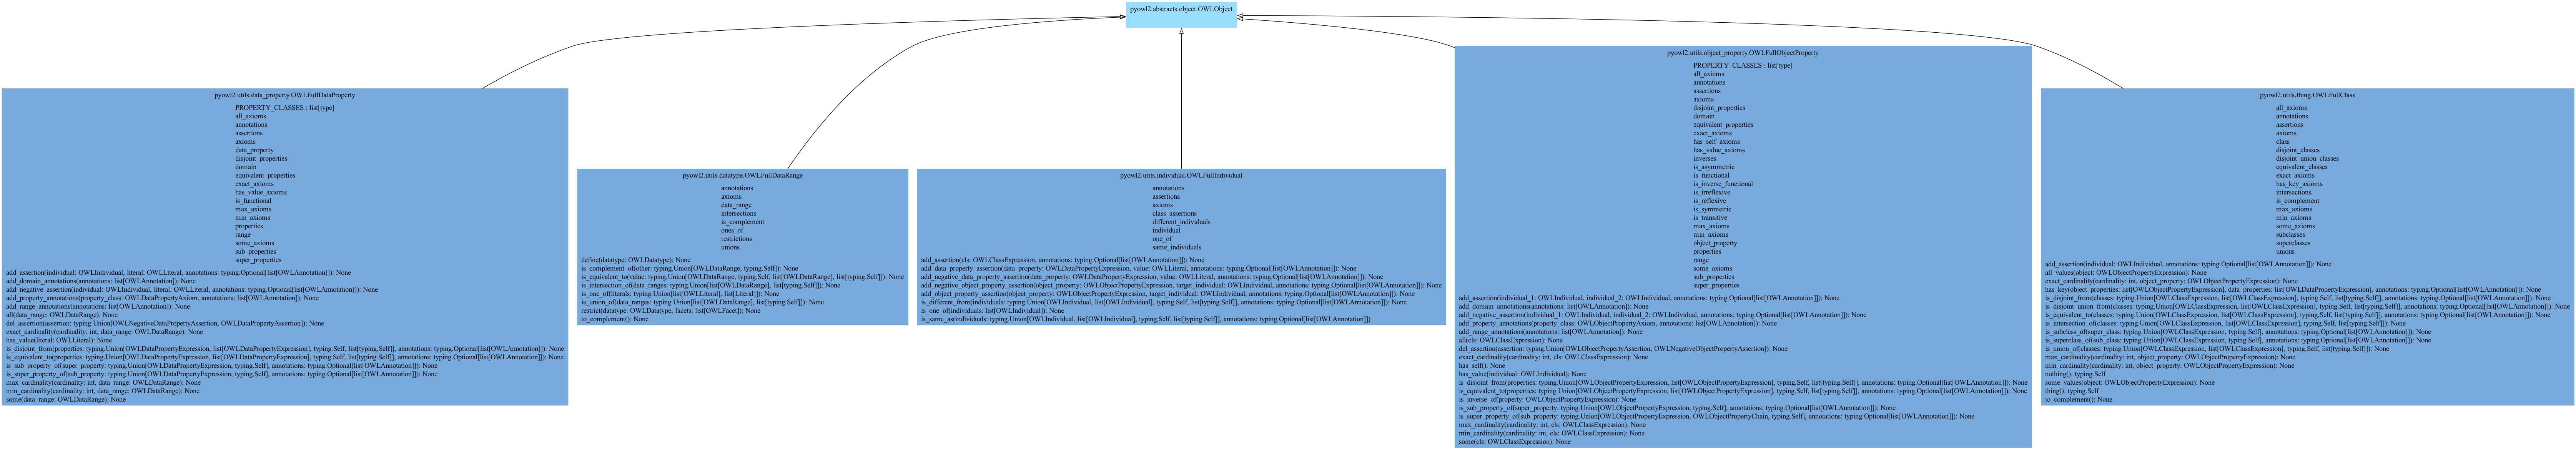 pyowl2.abstracts.object.OWLObject
pyowl2.utils.data_property.OWLFullDataProperty
PROPERTY_CLASSES : list[type]
all_axioms
annotations
assertions
axioms
data_property
disjoint_properties
domain
equivalent_properties
exact_axioms
has_value_axioms
is_functional
max_axioms
min_axioms
properties
range
some_axioms
sub_properties
super_properties
add_assertion(individual: OWLIndividual, literal: OWLLiteral, annotations: typing.Optional[list[OWLAnnotation]]): None
add_domain_annotations(annotations: list[OWLAnnotation]): None
add_negative_assertion(individual: OWLIndividual, literal: OWLLiteral, annotations: typing.Optional[list[OWLAnnotation]]): None
add_property_annotations(property_class: OWLDataPropertyAxiom, annotations: list[OWLAnnotation]): None
add_range_annotations(annotations: list[OWLAnnotation]): None
all(data_range: OWLDataRange): None
del_assertion(assertion: typing.Union[OWLNegativeDataPropertyAssertion, OWLDataPropertyAssertion]): None
exact_cardinality(cardinality: int, data_range: OWLDataRange): None
has_value(literal: OWLLiteral): None
is_disjoint_from(properties: typing.Union[OWLDataPropertyExpression, list[OWLDataPropertyExpression], typing.Self, list[typing.Self]], annotations: typing.Optional[list[OWLAnnotation]]): None
is_equivalent_to(properties: typing.Union[OWLDataPropertyExpression, list[OWLDataPropertyExpression], typing.Self, list[typing.Self]], annotations: typing.Optional[list[OWLAnnotation]]): None
is_sub_property_of(super_property: typing.Union[OWLDataPropertyExpression, typing.Self], annotations: typing.Optional[list[OWLAnnotation]]): None
is_super_property_of(sub_property: typing.Union[OWLDataPropertyExpression, typing.Self], annotations: typing.Optional[list[OWLAnnotation]]): None
max_cardinality(cardinality: int, data_range: OWLDataRange): None
min_cardinality(cardinality: int, data_range: OWLDataRange): None
some(data_range: OWLDataRange): None
pyowl2.utils.datatype.OWLFullDataRange
annotations
axioms
data_range
intersections
is_complement
ones_of
restrictions
unions
define(datatype: OWLDatatype): None
is_complement_of(other: typing.Union[OWLDataRange, typing.Self]): None
is_equivalent_to(value: typing.Union[OWLDataRange, typing.Self, list[OWLDataRange], list[typing.Self]]): None
is_intersection_of(data_ranges: typing.Union[list[OWLDataRange], list[typing.Self]]): None
is_one_of(literals: typing.Union[list[OWLLiteral], list[Literal]]): None
is_union_of(data_ranges: typing.Union[list[OWLDataRange], list[typing.Self]]): None
restrict(datatype: OWLDatatype, facets: list[OWLFacet]): None
to_complement(): None
pyowl2.utils.individual.OWLFullIndividual
annotations
assertions
axioms
class_assertions
different_individuals
individual
one_of
same_individuals
add_assertion(cls: OWLClassExpression, annotations: typing.Optional[list[OWLAnnotation]]): None
add_data_property_assertion(data_property: OWLDataPropertyExpression, value: OWLLiteral, annotations: typing.Optional[list[OWLAnnotation]]): None
add_negative_data_property_assertion(data_property: OWLDataPropertyExpression, value: OWLLiteral, annotations: typing.Optional[list[OWLAnnotation]]): None
add_negative_object_property_assertion(object_property: OWLObjectPropertyExpression, target_individual: OWLIndividual, annotations: typing.Optional[list[OWLAnnotation]]): None
add_object_property_assertion(object_property: OWLObjectPropertyExpression, target_individual: OWLIndividual, annotations: typing.Optional[list[OWLAnnotation]]): None
is_different_from(individuals: typing.Union[OWLIndividual, list[OWLIndividual], typing.Self, list[typing.Self]], annotations: typing.Optional[list[OWLAnnotation]]): None
is_one_of(individuals: list[OWLIndividual]): None
is_same_as(individuals: typing.Union[OWLIndividual, list[OWLIndividual], typing.Self, list[typing.Self]], annotations: typing.Optional[list[OWLAnnotation]])
pyowl2.utils.object_property.OWLFullObjectProperty
PROPERTY_CLASSES : list[type]
all_axioms
annotations
assertions
axioms
disjoint_properties
domain
equivalent_properties
exact_axioms
has_self_axioms
has_value_axioms
inverses
is_asymmetric
is_functional
is_inverse_functional
is_irreflexive
is_reflexive
is_symmetric
is_transitive
max_axioms
min_axioms
object_property
properties
range
some_axioms
sub_properties
super_properties
add_assertion(individual_1: OWLIndividual, individual_2: OWLIndividual, annotations: typing.Optional[list[OWLAnnotation]]): None
add_domain_annotations(annotations: list[OWLAnnotation]): None
add_negative_assertion(individual_1: OWLIndividual, individual_2: OWLIndividual, annotations: typing.Optional[list[OWLAnnotation]]): None
add_property_annotations(property_class: OWLObjectPropertyAxiom, annotations: list[OWLAnnotation]): None
add_range_annotations(annotations: list[OWLAnnotation]): None
all(cls: OWLClassExpression): None
del_assertion(assertion: typing.Union[OWLObjectPropertyAssertion, OWLNegativeObjectPropertyAssertion]): None
exact_cardinality(cardinality: int, cls: OWLClassExpression): None
has_self(): None
has_value(individual: OWLIndividual): None
is_disjoint_from(properties: typing.Union[OWLObjectPropertyExpression, list[OWLObjectPropertyExpression], typing.Self, list[typing.Self]], annotations: typing.Optional[list[OWLAnnotation]]): None
is_equivalent_to(properties: typing.Union[OWLObjectPropertyExpression, list[OWLObjectPropertyExpression], typing.Self, list[typing.Self]], annotations: typing.Optional[list[OWLAnnotation]]): None
is_inverse_of(property: OWLObjectPropertyExpression): None
is_sub_property_of(super_property: typing.Union[OWLObjectPropertyExpression, typing.Self], annotations: typing.Optional[list[OWLAnnotation]]): None
is_super_property_of(sub_property: typing.Union[OWLObjectPropertyExpression, OWLObjectPropertyChain, typing.Self], annotations: typing.Optional[list[OWLAnnotation]]): None
max_cardinality(cardinality: int, cls: OWLClassExpression): None
min_cardinality(cardinality: int, cls: OWLClassExpression): None
some(cls: OWLClassExpression): None
pyowl2.utils.thing.OWLFullClass
all_axioms
annotations
assertions
axioms
class_
disjoint_classes
disjoint_union_classes
equivalent_classes
exact_axioms
has_key_axioms
intersections
is_complement
max_axioms
min_axioms
some_axioms
subclasses
superclasses
unions
add_assertion(individual: OWLIndividual, annotations: typing.Optional[list[OWLAnnotation]]): None
all_values(object: OWLObjectPropertyExpression): None
exact_cardinality(cardinality: int, object_property: OWLObjectPropertyExpression): None
has_key(object_properties: list[OWLObjectPropertyExpression], data_properties: list[OWLDataPropertyExpression], annotations: typing.Optional[list[OWLAnnotation]]): None
is_disjoint_from(classes: typing.Union[OWLClassExpression, list[OWLClassExpression], typing.Self, list[typing.Self]], annotations: typing.Optional[list[OWLAnnotation]]): None
is_disjoint_union_from(classes: typing.Union[OWLClassExpression, list[OWLClassExpression], typing.Self, list[typing.Self]], annotations: typing.Optional[list[OWLAnnotation]]): None
is_equivalent_to(classes: typing.Union[OWLClassExpression, list[OWLClassExpression], typing.Self, list[typing.Self]], annotations: typing.Optional[list[OWLAnnotation]]): None
is_intersection_of(classes: typing.Union[OWLClassExpression, list[OWLClassExpression], typing.Self, list[typing.Self]]): None
is_subclass_of(super_class: typing.Union[OWLClassExpression, typing.Self], annotations: typing.Optional[list[OWLAnnotation]]): None
is_superclass_of(sub_class: typing.Union[OWLClassExpression, typing.Self], annotations: typing.Optional[list[OWLAnnotation]]): None
is_union_of(classes: typing.Union[OWLClassExpression, list[OWLClassExpression], typing.Self, list[typing.Self]]): None
max_cardinality(cardinality: int, object_property: OWLObjectPropertyExpression): None
min_cardinality(cardinality: int, object_property: OWLObjectPropertyExpression): None
nothing(): typing.Self
some_values(object: OWLObjectPropertyExpression): None
thing(): typing.Self
to_complement(): None